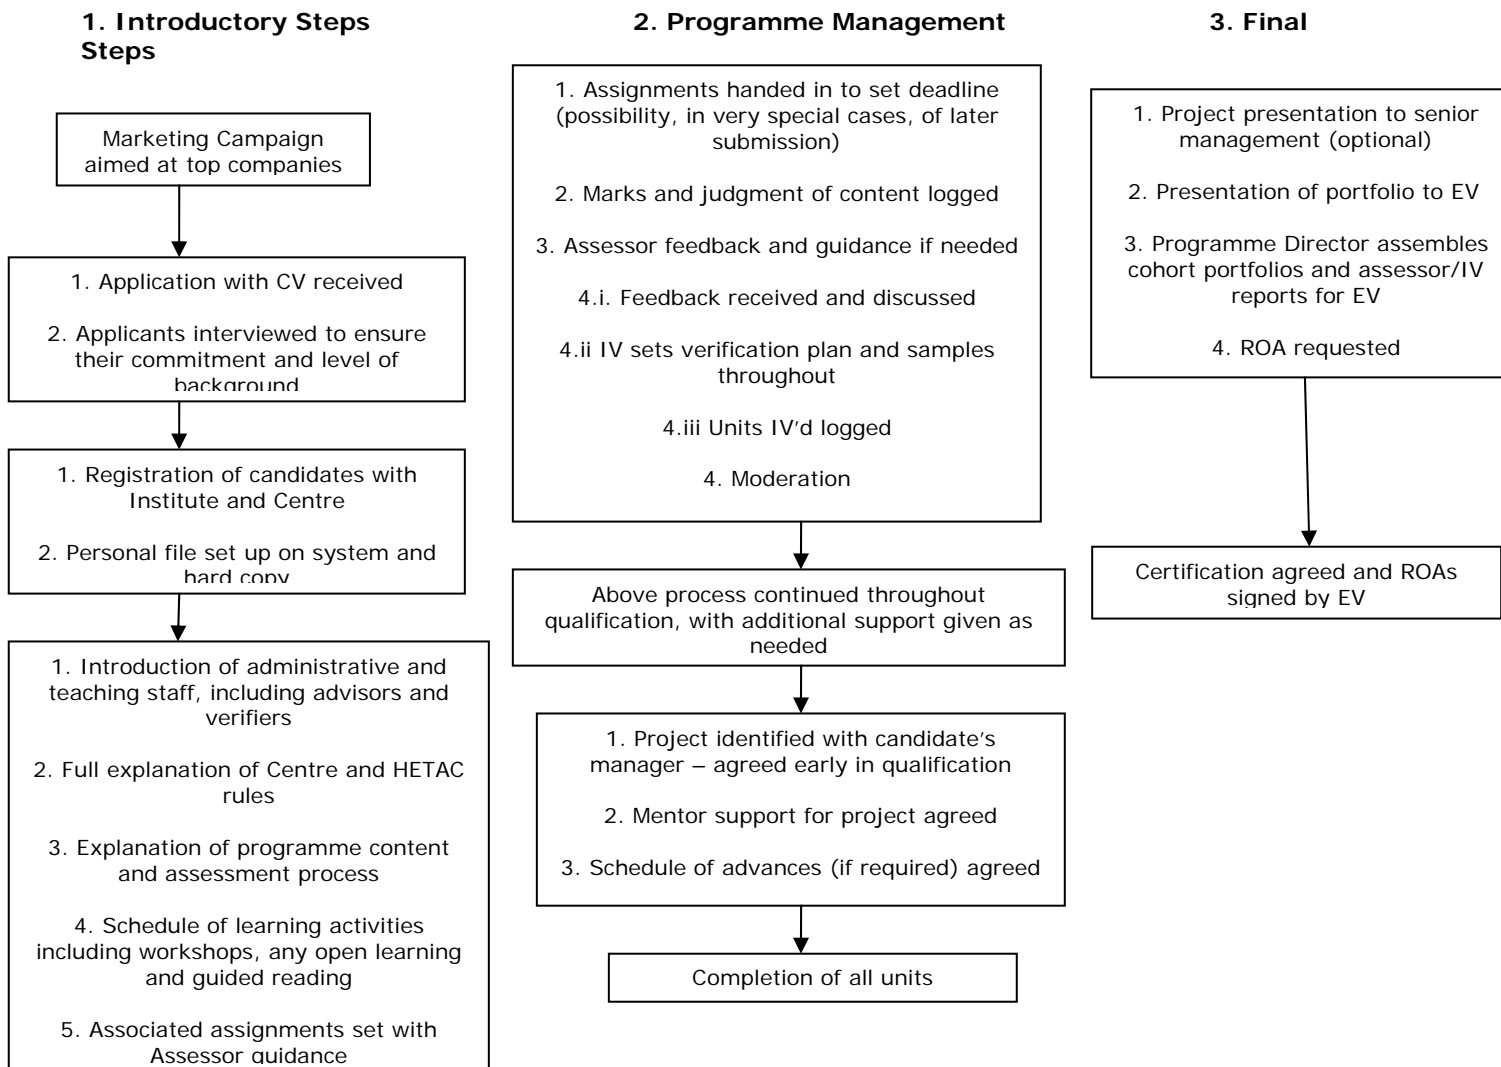 1. Introductory Steps
Steps
Marketing Campaign
aimed at top companies
1. Application with CV received
2. Applicants interviewed to ensure
their commitment and level of
background
1. Registration of candidates with
Institute and Centre
2. Personal file set up on system and
hard copy
1. Introduction of administrative and
teaching staff, including advisors and
verifiers
2. Full explanation of Centre and HETAC
rules
3. Explanation of programme content
and assessment process
4. Schedule of learning activities
including workshops, any open learning
and guided reading
5. Associated assignments set with
Assessor guidance
2. Programme Management
1. Assignments handed in to set deadline
(possibility, in very special cases, of later
submission)
2. Marks and judgment of content logged
3. Assessor feedback and guidance if needed
4.i. Feedback received and discussed
4.ii IV sets verification plan and samples
throughout
4.iii Units IV’d logged
4. Moderation
Above process continued throughout
qualification, with additional support given as
needed
1. Project identified with candidate’s
manager – agreed early in qualification
2. Mentor support for project agreed
3. Schedule of advances (if required) agreed
Completion of all units
3. Final
1. Project presentation to senior
management (optional)
2. Presentation of portfolio to EV
3. Programme Director assembles
cohort portfolios and assessor/IV
reports for EV
4. ROA requested
Certification agreed and ROAs
signed by EV